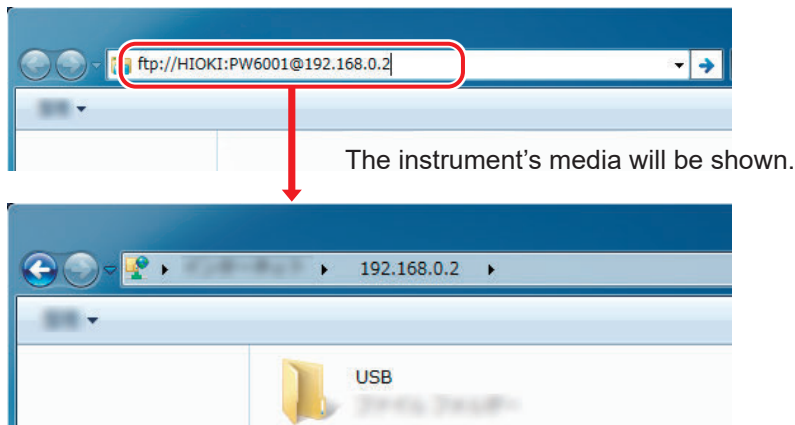 ftp://HIOKI:PW6001@192.168.0.2
The instrument's media will be shown.
192.168.0.2
USB